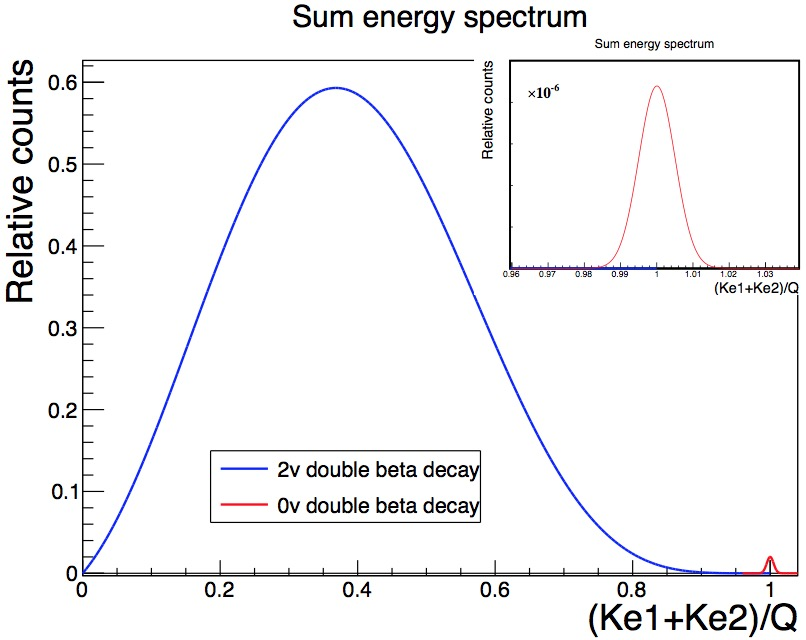 Sum energy spectrum
Relative counts
0.6
0.5
0.4
0.3
0.2
0.1
0
0 0.2 0.4 0.6 0.8 1
(Ke1+Ke2)/Q
2v double beta decay
0v double beta decay
Sum energy spectrum
Relative counts
×10-6
0.96 0.97 0.98 0.99 1 1.01 1.02 1.03
(Ke1+Ke2)/Q